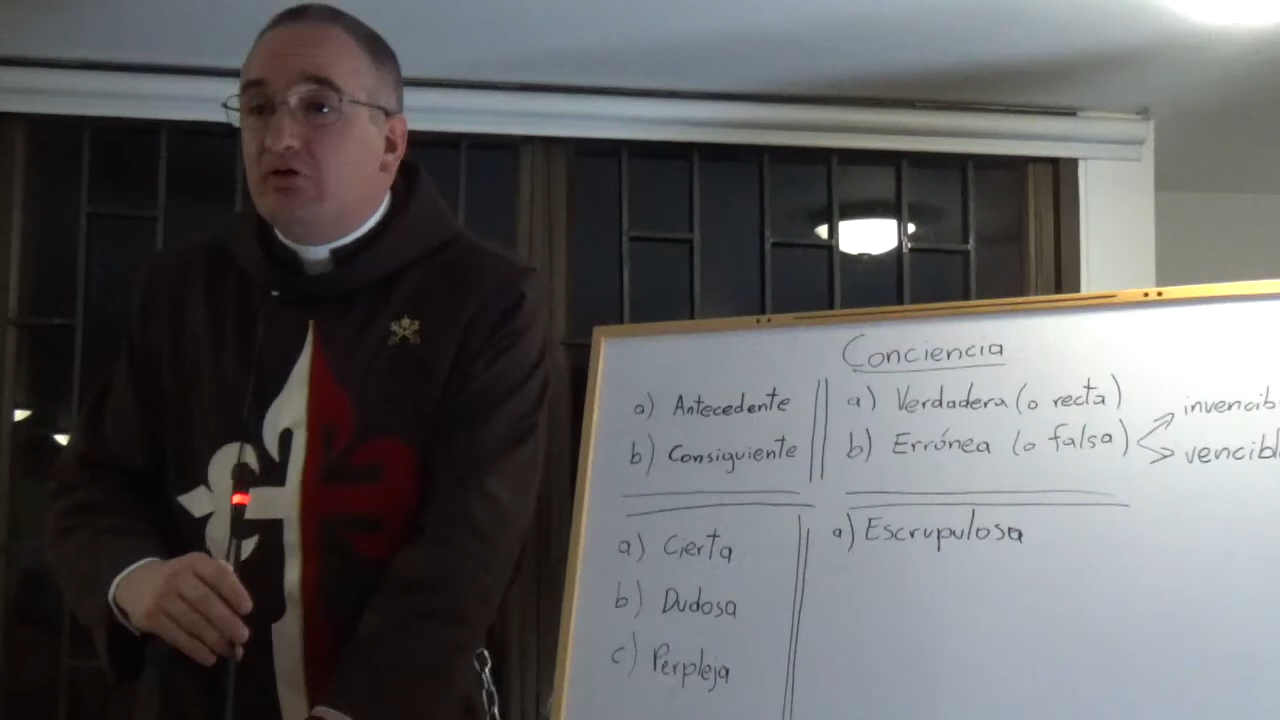 Conciencia
a) Antecedente
b) Consiguiente
a) Verdadera (o recta)
b) Errónea (o falsa)
a) Cierta
b) Dudosa
c) Perpleja
a) Escrupulosa